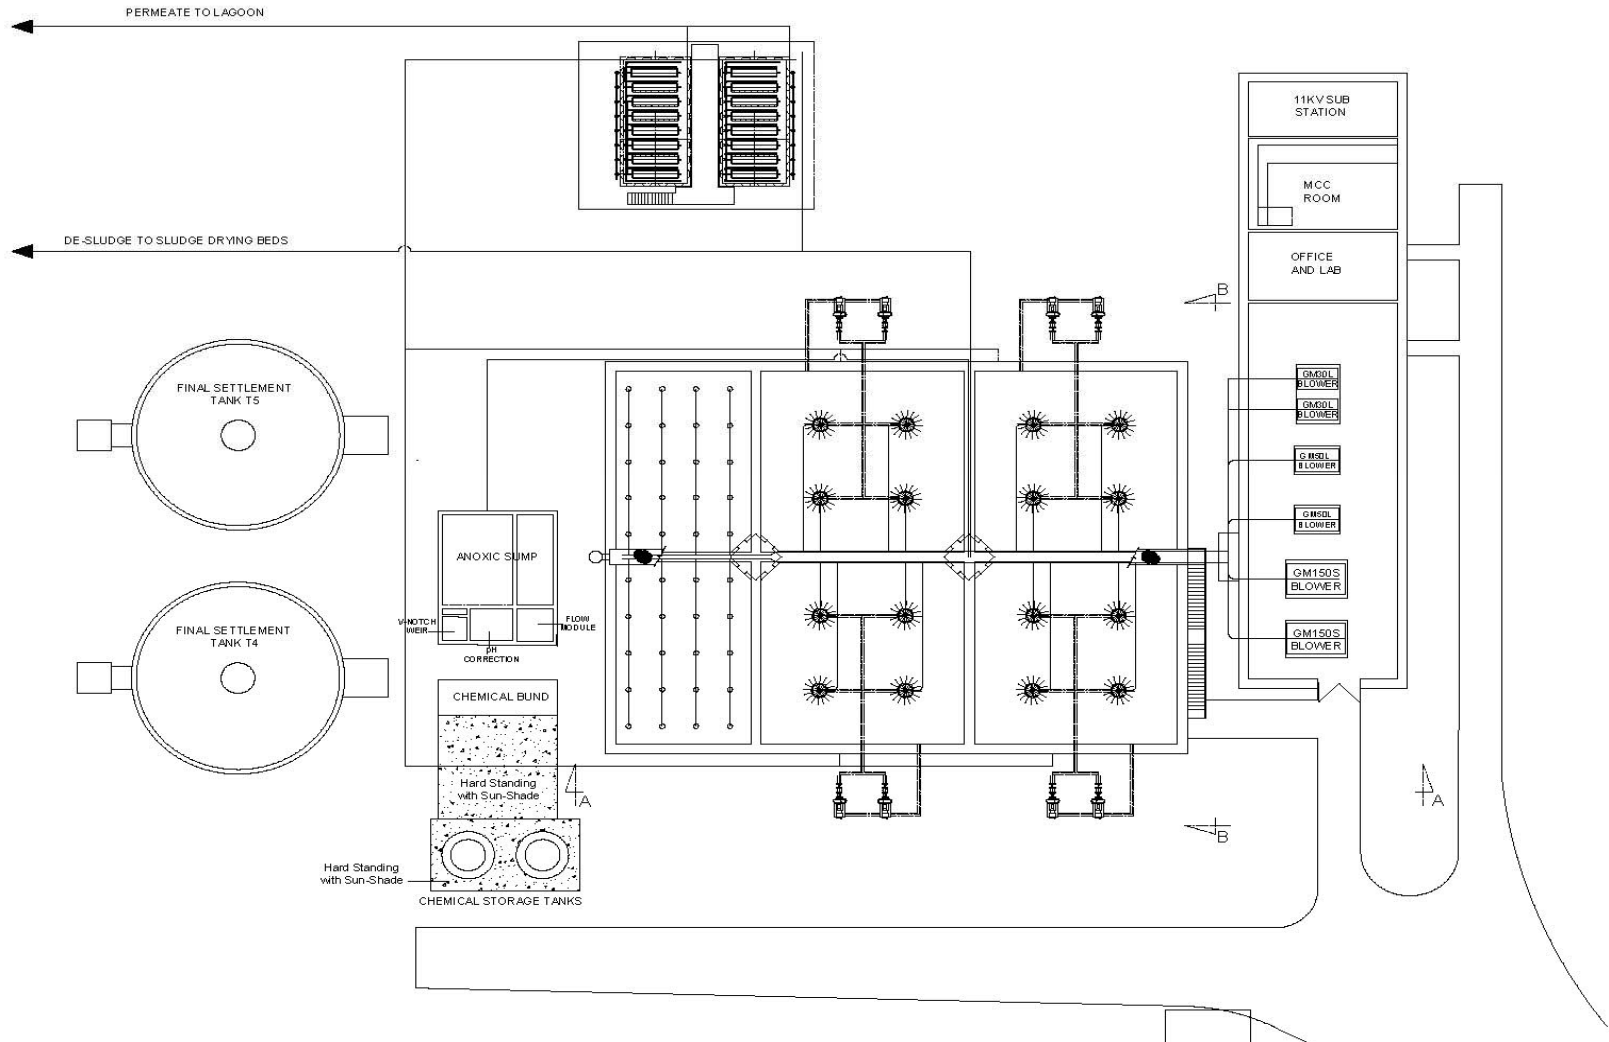 PERMEATE TO LAGOON
11KV SUB
STATION
MCC
ROOM
DE-SLUDGE TO SLUDGE DRYING BEDS
OFFICE
AND LAB
B
FINAL SETTLEMENT
TANK T5
GM30L
BLOWER
GM30L
BLOWER
GM50L
BLOWER
GM50L
BLOWER
ANOXIC SUMP
GM150S
BLOWER
V-NOTCH
WEIR
FLOW
MODULE
pH
CORRECTION
FINAL SETTLEMENT
TANK T4
GM150S
BLOWER
CHEMICAL BUND
Hard Standing
with Sun-Shade
A
A
B
Hard Standing
with Sun-Shade
CHEMICAL STORAGE TANKS